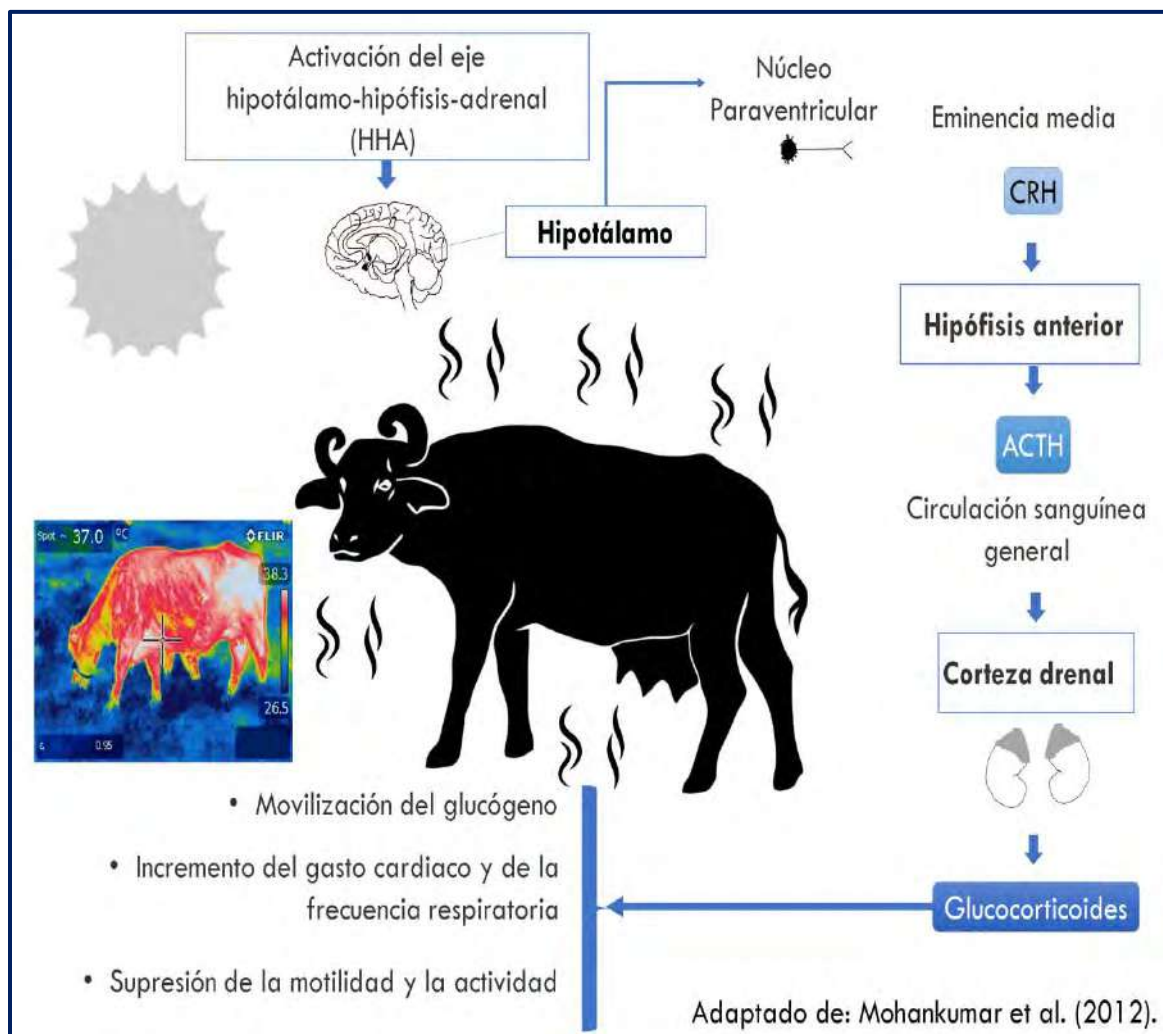 Activación del eje
hipotálamo-hipófisis-adrenal
(HHA)
Núcleo
Paraventricular
Eminencia media
CRH
Hipotálamo
Hipófisis anterior
ACTH
Circulación sanguínea
general
Corteza drenal
Glucocorticoides
Spot ~ 37.0 °C
FLIR
38.3
26.5
ε 0.95
• Movilización del glucógeno
• Incremento del gasto cardiaco y de la
frecuencia respiratoria
• Supresión de la motilidad y la actividad
Adaptado de: Mohankumar et al. (2012).